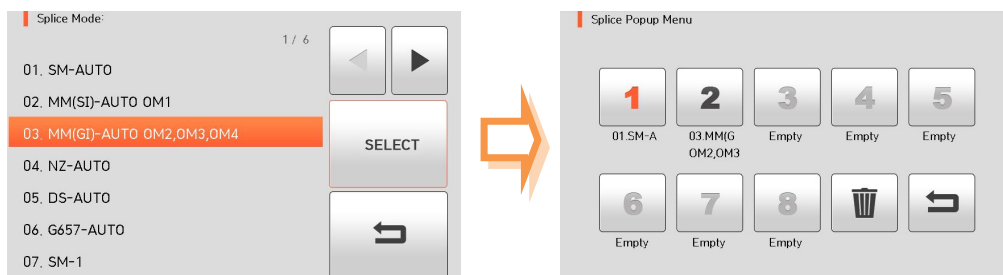 Splice Mode:
1 / 6
01. SM-AUTO
02. MM(SI)-AUTO OM1
03. MM(GI)-AUTO OM2,OM3,OM4
04. NZ-AUTO
05. DS-AUTO
06. G657-AUTO
07. SM-1
SELECT
Splice Popup Menu
1 2 3 4 5
01.SM-A 03.MM(G Empty Empty Empty
OM2,OM3
6 7 8
Empty Empty Empty